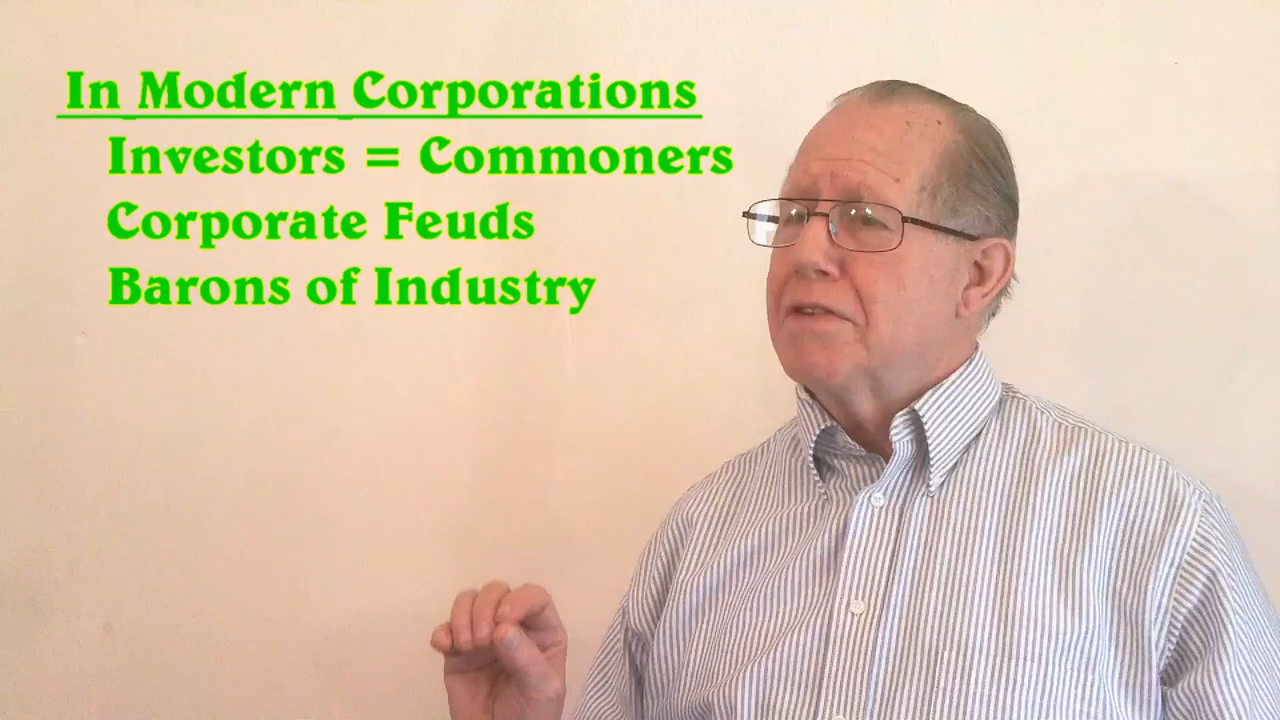 In Modern Corporations
Investors = Commoners
Corporate Feuds
Barons of Industry